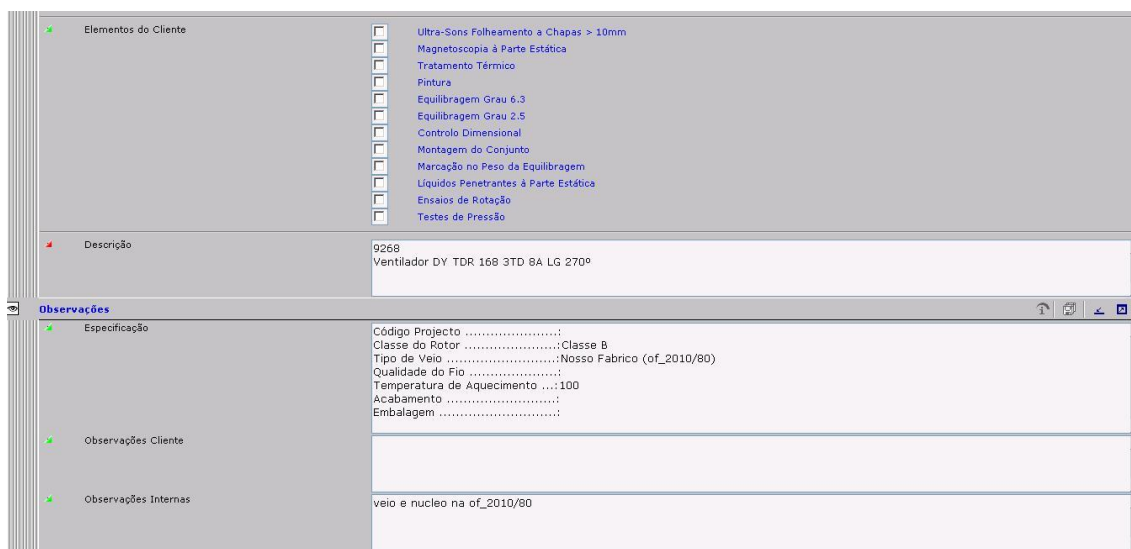 Elementos do Cliente
Ultra-Sons Folheamento a Chapas > 10mm
Magnetoscopia á Parte Estática
Tratamento Térmico
Pintura
Equilibragem Grau 6.3
Equilibragem Grau 2.5
Controlo Dimensional
Montagem do Conjunto
Marcação no Peso da Equilibragem
Líquidos Penetrantes á Parte Estática
Ensaios de Rotação
Testes de Pressão
Descrição
9268
Ventilador DY TDR 168 3TD 8A LG 270º
Observações
Especificação
Código Projecto ......................:
Classe do Rotor ......................:Classe B
Tipo de Veio ..........................:Nosso Fabrico (of_2010/80)
Qualidade do Fio .....................:
Temperatura de Aquecimento ...:100
Acabamento ..........................:
Embalagem ............................:
Observações Cliente
Observações Internas
veio e nucleo na of_2010/80